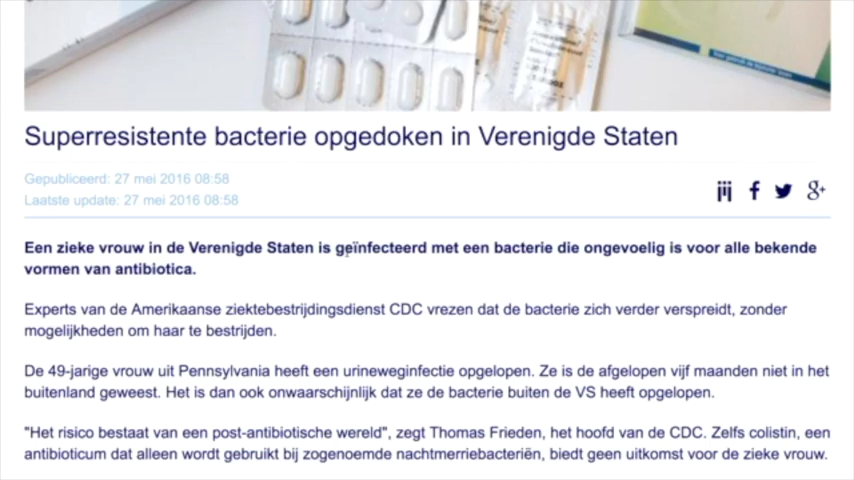 Superresistente bacterie opgedoken in Verenigde Staten
Gepubliceerd: 27 mei 2016 08:58
Laatste update: 27 mei 2016 08:58
Een zieke vrouw in de Verenigde Staten is geïnfecteerd met een bacterie die ongevoelig is voor alle bekende
vormen van antibiotica.
Experts van de Amerikaanse ziektebestrijdingsdienst CDC vrezen dat de bacterie zich verder verspreidt, zonder
mogelijkheden om haar te bestrijden.
De 49-jarige vrouw uit Pennsylvania heeft een urineweginfectie opgelopen. Ze is de afgelopen vijf maanden niet in het
buitenland geweest. Het is dan ook onwaarschijnlijk dat ze de bacterie buiten de VS heeft opgelopen.
"Het risico bestaat van een post-antibiotische wereld", zegt Thomas Frieden, het hoofd van de CDC. Zelfs colistin, een
antibioticum dat alleen wordt gebruikt bij zogenoemde nachtmerriebacteriën, biedt geen uitkomst voor de zieke vrouw.